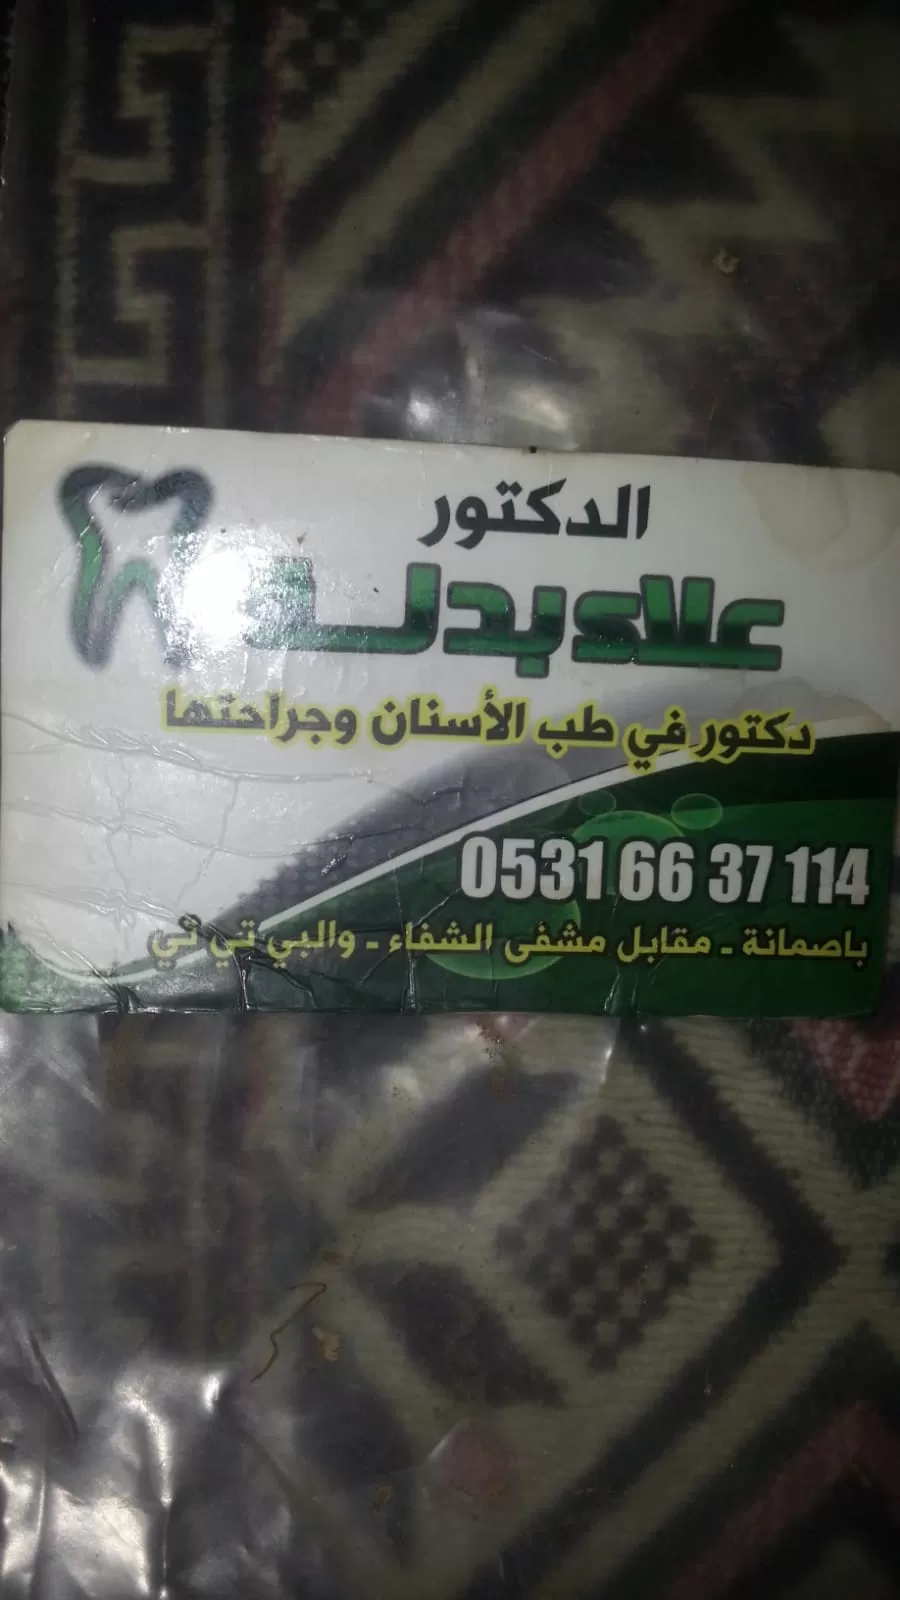 الدكتور
علاء بدلة
دكتور في طب الأسنان وجراحتها
0531 66 37 114
باصمانة - مقابل مشفى الشفاء - والبي تي تي